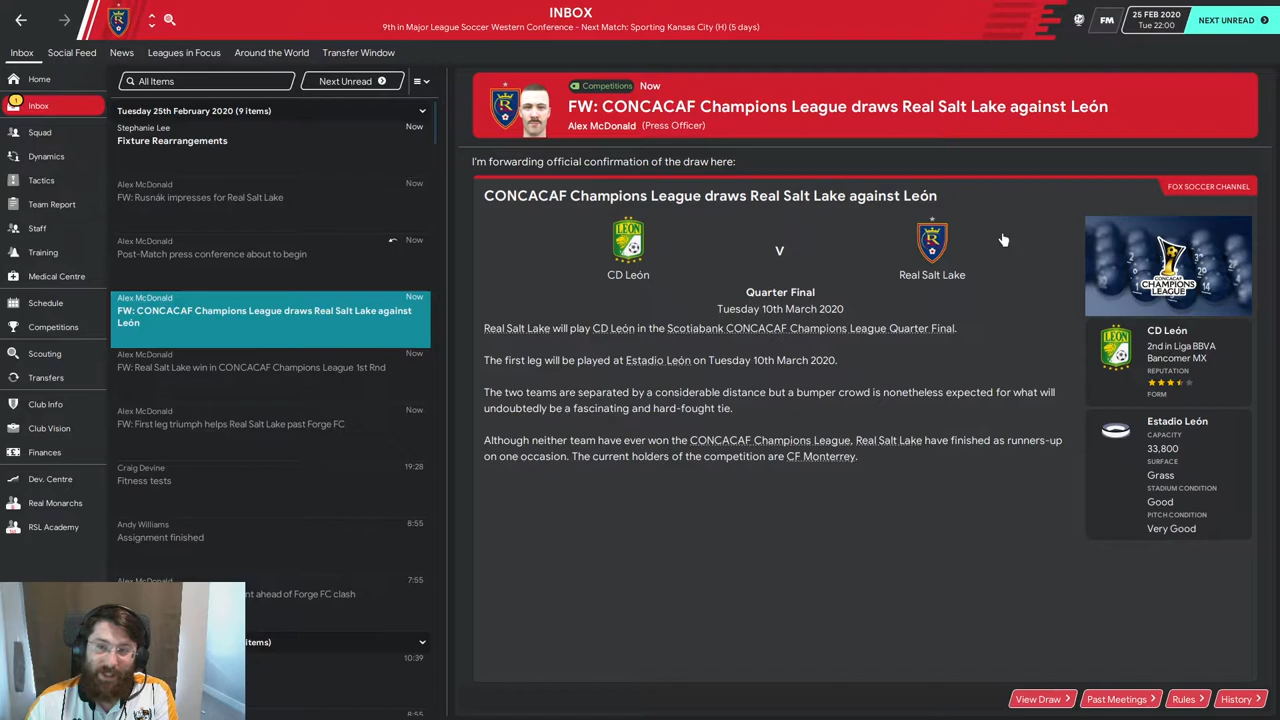 INBOX
9th in Major League Soccer Western Conference - Next Match: Sporting Kansas City (H) (5 days)
FM
25 FEB 2020
Tue 22:00
NEXT UNREAD
Inbox
Social Feed
News
Leagues in Focus
Around the World
Transfer Window
Home
1
Inbox
Squad
Dynamics
Tactics
Team Report
Staff
Training
Medical Centre
Schedule
Competitions
Scouting
Transfers
Club Info
Club Vision
Finances
Dev. Centre
Real Monarchs
RSL Academy
All Items
Next Unread
Tuesday 25th February 2020 (9 items)
Stephanie Lee
Now
Fixture Rearrangements
Alex McDonald
Now
FW: Rusnák impresses for Real Salt Lake
Alex McDonald
Now
Post-Match press conference about to begin
Alex McDonald
Now
FW: CONCACAF Champions League draws Real Salt Lake against
León
Alex McDonald
Now
FW: Real Salt Lake win in CONCACAF Champions League 1st Rnd
Alex McDonald
Now
FW: First leg triumph helps Real Salt Lake past Forge FC
Craig Devine
19:28
Fitness tests
Andy Williams
8:55
Assignment finished
7:55
ahead of Forge FC clash
items)
10:39
8:55
Competitions
Now
FW: CONCACAF Champions League draws Real Salt Lake against León
Alex McDonald (Press Officer)
I'm forwarding official confirmation of the draw here:
FOX SOCCER CHANNEL
CONCACAF Champions League draws Real Salt Lake against León
LEON
V
CD León
Real Salt Lake
Quarter Final
Tuesday 10th March 2020
Real Salt Lake will play CD León in the Scotiabank CONCACAF Champions League Quarter Final.
The first leg will be played at Estadio León on Tuesday 10th March 2020.
The two teams are separated by a considerable distance but a bumper crowd is nonetheless expected for what will
undoubtedly be a fascinating and hard-fought tie.
Although neither team have ever won the CONCACAF Champions League, Real Salt Lake have finished as runners-up
on one occasion. The current holders of the competition are CF Monterrey.
CONCACAF
CHAMPIONS
LEAGUE
CD León
2nd in Liga BBVA
Bancomer MX
REPUTATION
FORM
Estadio León
CAPACITY
33,800
SURFACE
Grass
STADIUM CONDITION
Good
PITCH CONDITION
Very Good
View Draw
Past Meetings
Rules
History